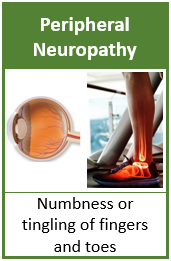 Peripheral
Neuropathy
Numbness or
tingling of fingers
and toes